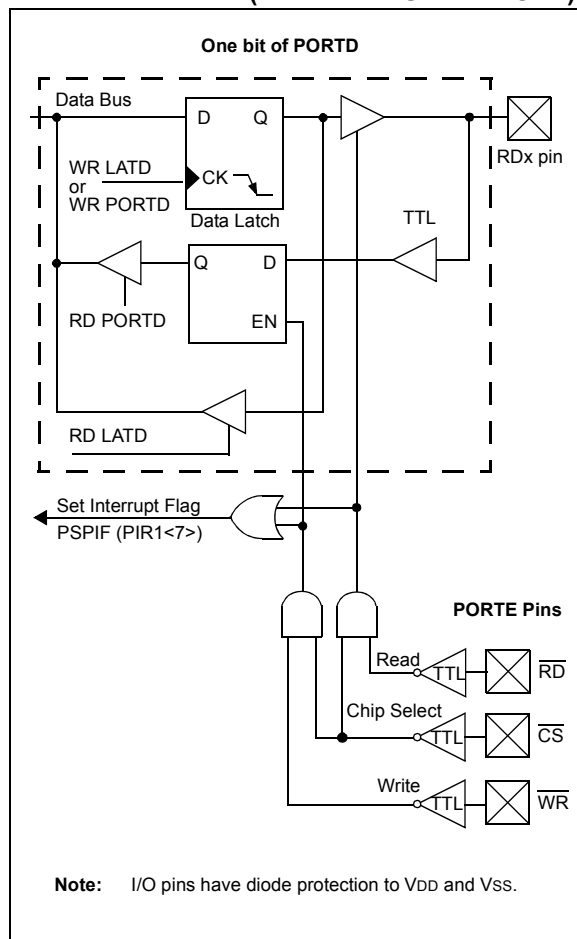 One bit of PORTD
Data Bus
D Q
RDx pin
WR LATD
or
WR PORTD
CK
Data Latch
TTL
Q D
RD PORTD
EN
RD LATD
Set Interrupt Flag
PSPIF (PIR1<7>)
PORTE Pins
Read
TTL
RD
Chip Select
TTL
CS
Write
TTL
WR
Note: I/O pins have diode protection to VDD and VSS.